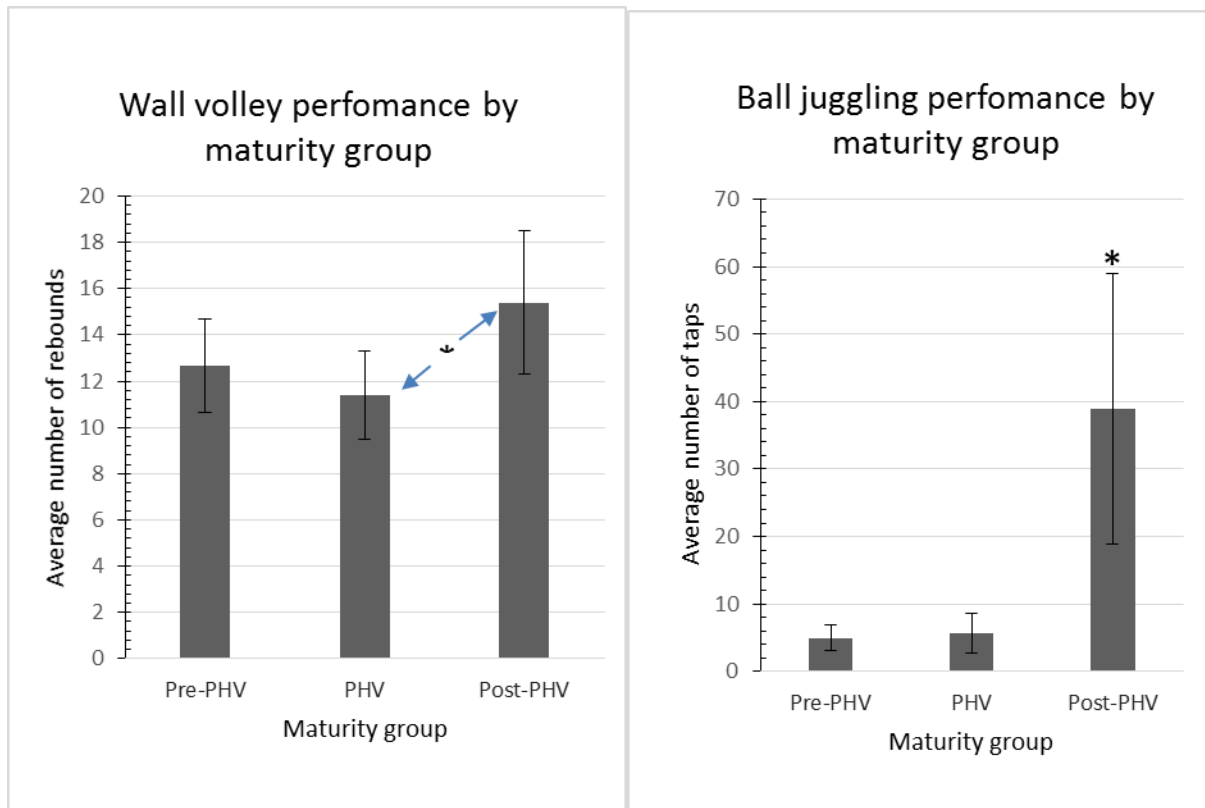 Wall volley perfomance by
maturity group
20
18
16
14
12
10
8
6
4
2
0
Average number of rebounds
*
Pre-PHV PHV Post-PHV
Maturity group
Ball juggling perfomance by
maturity group
70
60
50
40
30
20
10
0
Average number of taps
*
Pre-PHV PHV Post-PHV
Maturity group